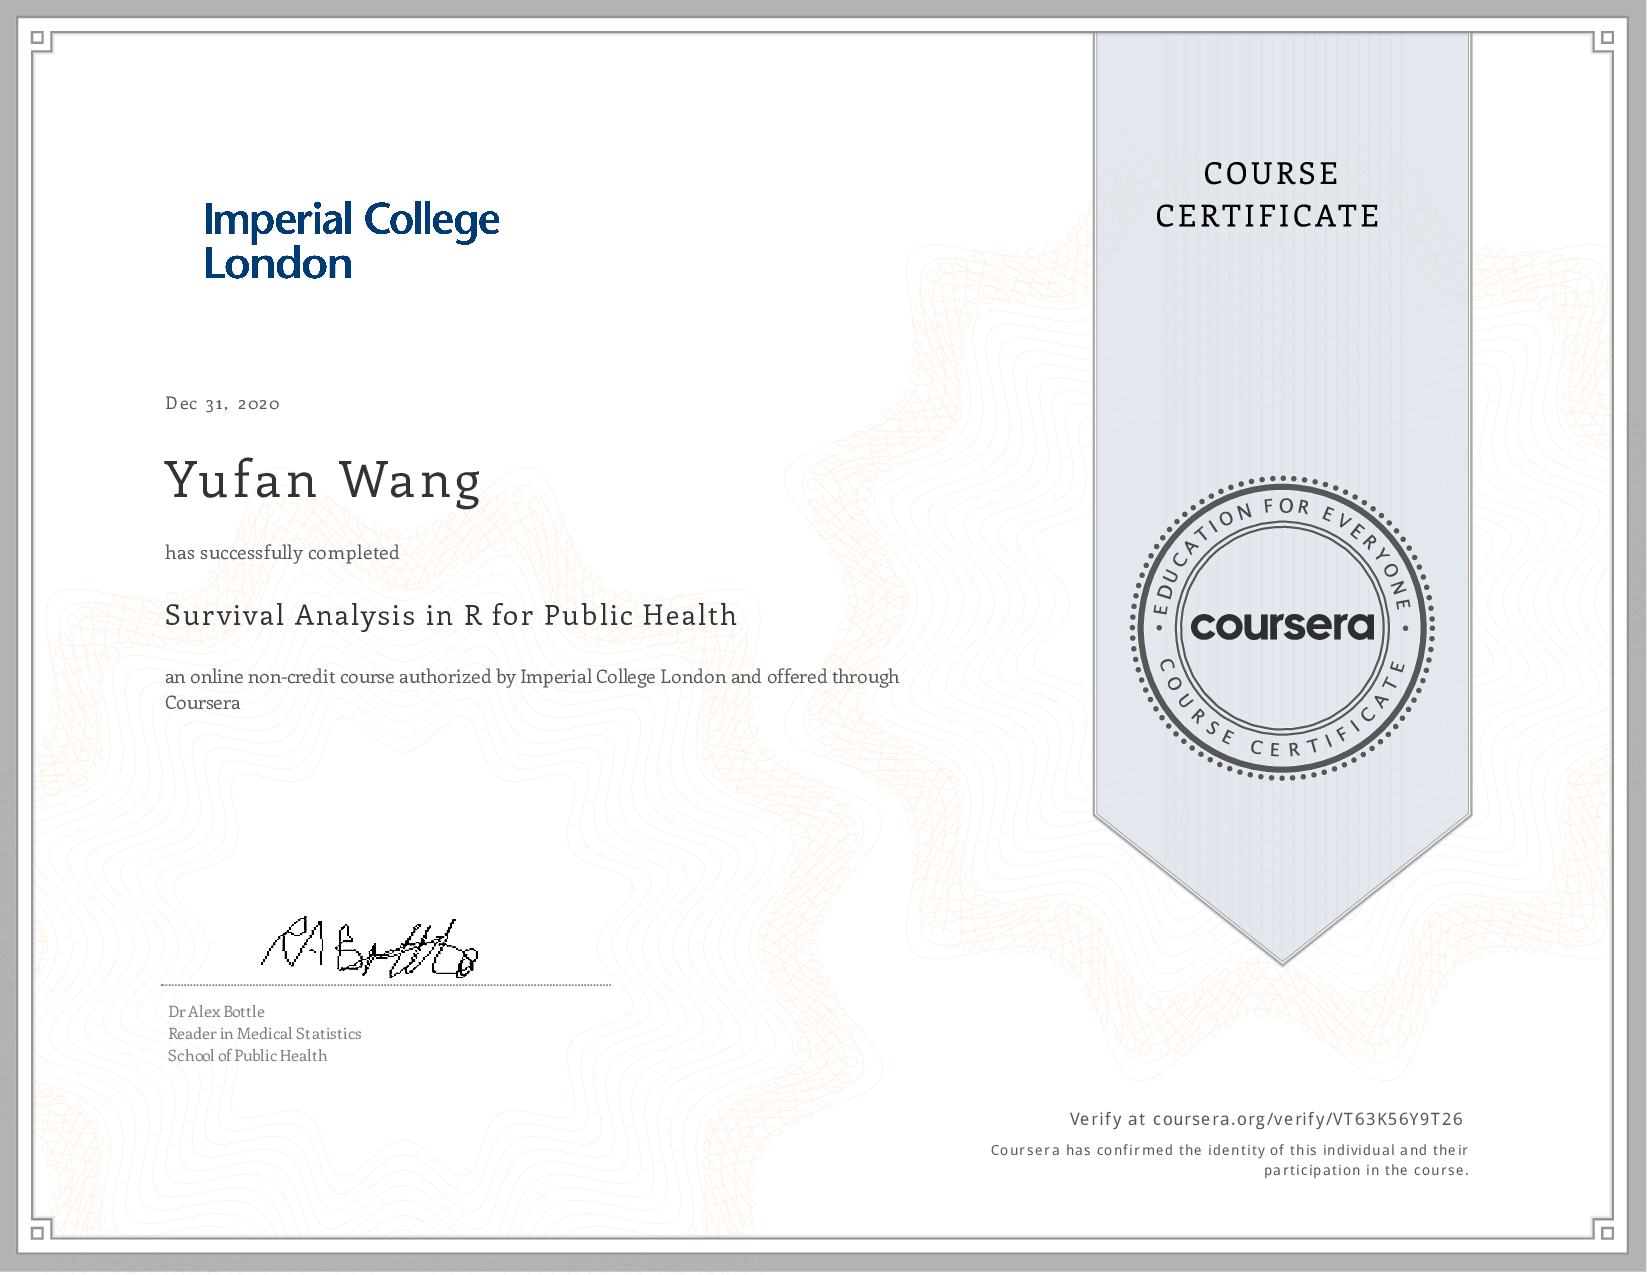 COURSE
CERTIFICATE
Imperial College
London
Dec 31, 2020
Yufan Wang
has successfully completed
Survival Analysis in R for Public Health
an online non-credit course authorized by Imperial College London and offered through
Coursera
EDUCATION FOR EVERYONE
coursera
COURSE CERTIFICATE
RA Bottle
Dr Alex Bottle
Reader in Medical Statistics
School of Public Health
Verify at coursera.org/verify/VT63K56Y9T26
Coursera has confirmed the identity of this individual and their
participation in the course.